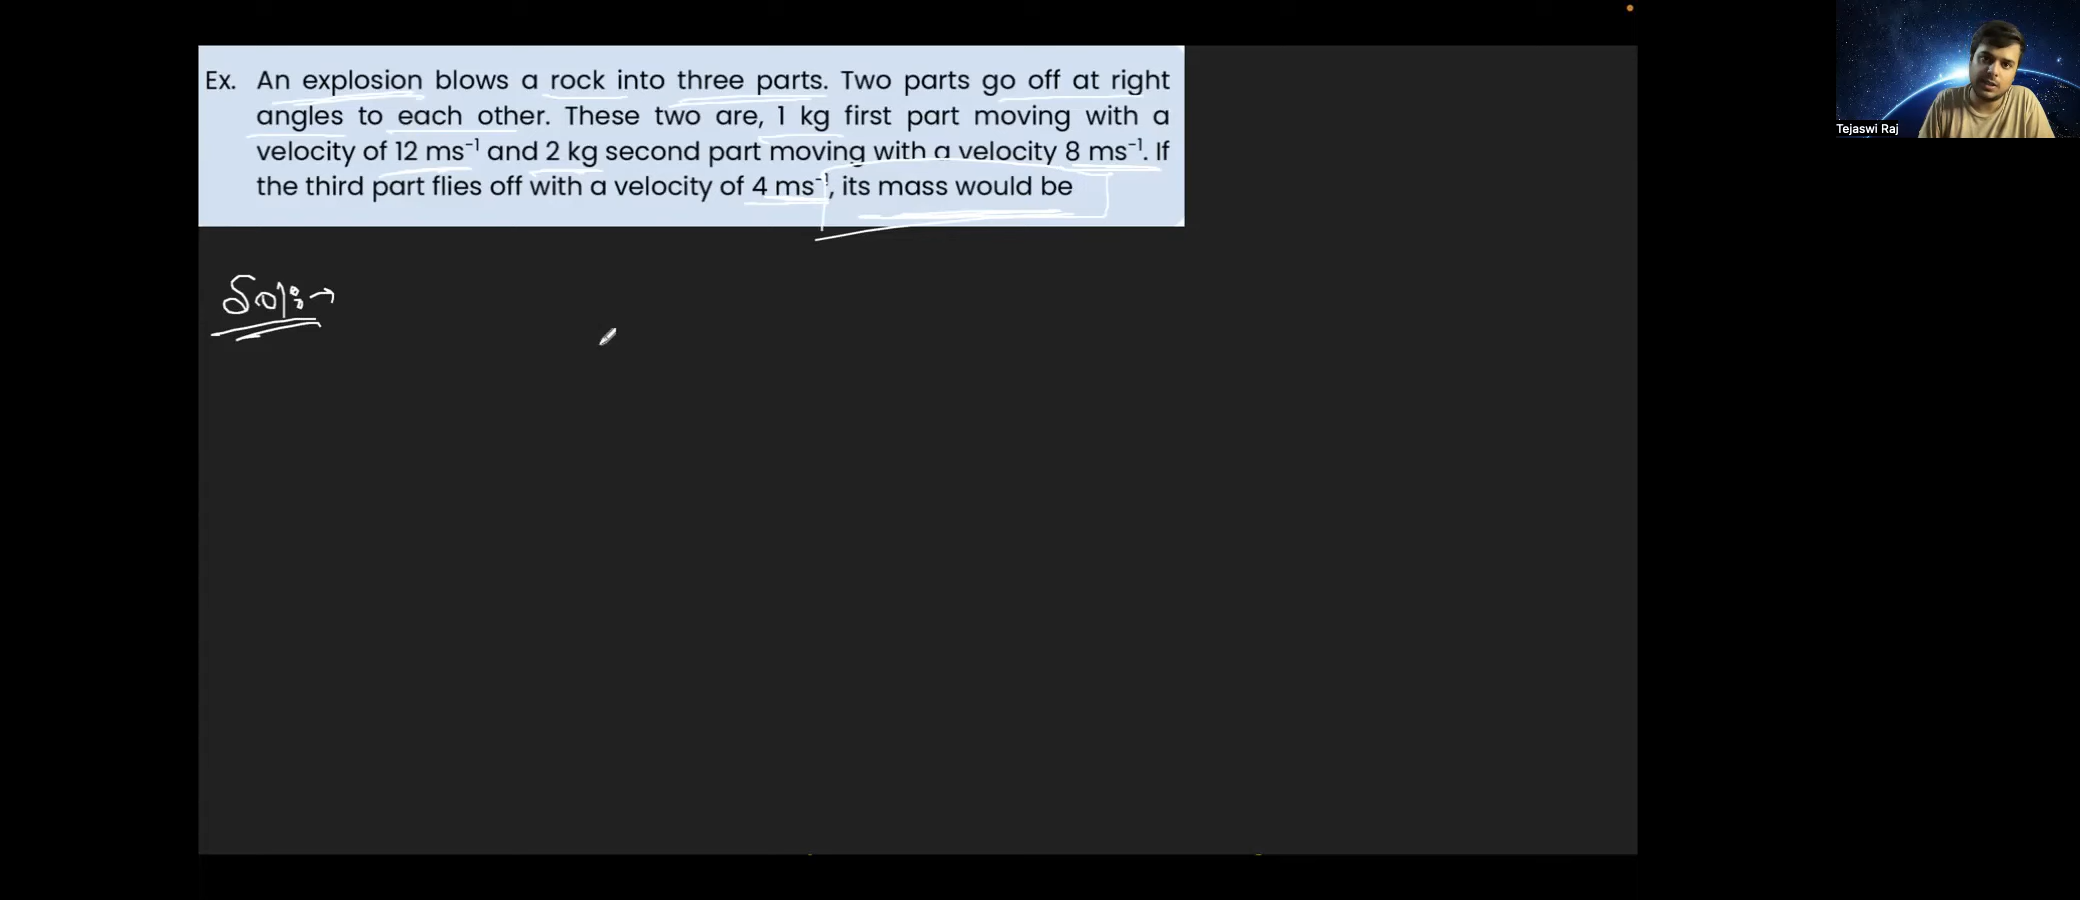 Ex. An explosion blows a rock into three parts. Two parts go off at right
angles to each other. These two are, 1 kg first part moving with a
velocity of 12 ms⁻¹ and 2 kg second part moving with a velocity 8 ms⁻¹. If
the third part flies off with a velocity of 4 ms⁻¹, its mass would be
Sol:→
Tejaswi Raj